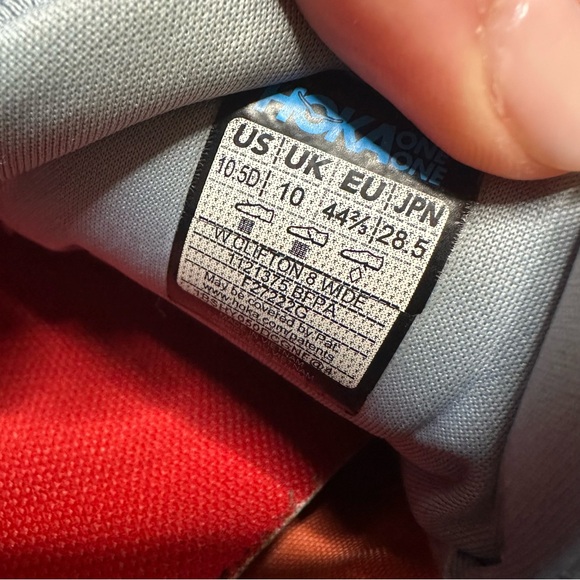 HOKA ONE ONE
US UK EU JPN
10.5D 10 44⅔ 28.5
W CLIFTON 8 WIDE
1121375 BFPA
F27222G
May be covered by Pat:
www.hoka.com/patents